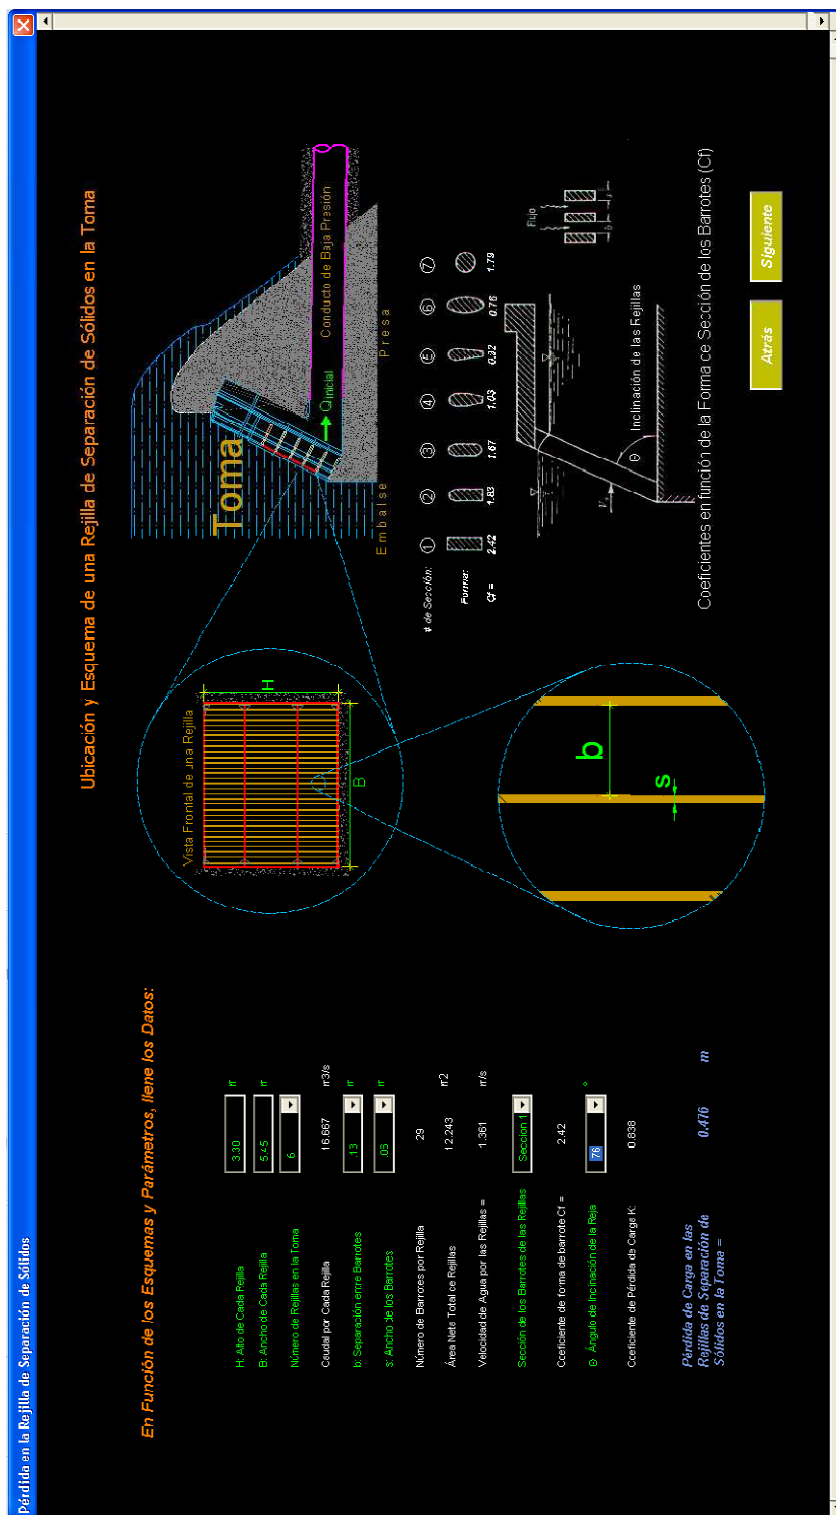 Pérdida en la Rejilla de Separación de Sólidos
En Función de los Esquemas y Parámetros, llene los Datos:
H: Alto de Cada Rejilla 3.30 m
B: Ancho de Cada Rejilla 5.45 m
Número de Rejillas en la Toma 6
Caudal por Cada Rejilla 16.667 m3/s
b: Separación entre Barrotes .13 m
s: Ancho de los Barrotes .06 m
Número de Barrotes por Rejilla 29
Área Neta Total de Rejillas 12.243 m2
Velocidad de Agua por las Rejillas = 1.361 m/s
Sección de los Barrotes de las Rejillas Seccion 1
Coeficiente de forma de barrote Cf = 2.42
Θ Ángulo de Inclinación de la Reja 76 °
Coeficiente de Pérdida de Carga K: 0.838
Pérdida de Carga en las
Rejillas de Separación de
Sólidos en la Toma = 0.476 m
Ubicación y Esquema de una Rejilla de Separación de Sólidos en la Toma
Vista Frontal de una Rejilla
H
B
b
s
Toma
Q inicial
Conducto de Baja Presión
Embalse
Presa
# de Sección: 1 2 3 4 5 6 7
Forma:
Cf = 2.42 1.83 1.67 1.03 0.92 0.76 1.79
Flujo
Θ
Inclinación de las Rejillas
Coeficientes en función de la Forma de Sección de los Barrotes (Cf)
Atrás
Siguiente